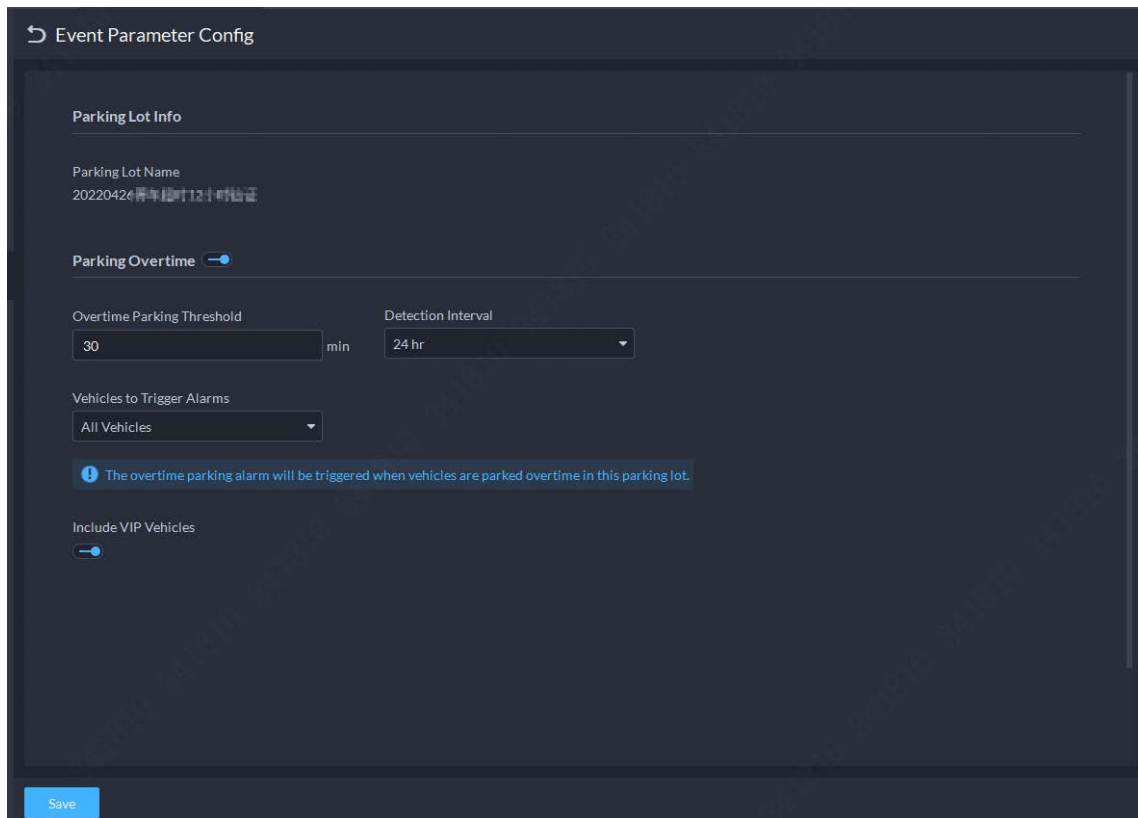 Event Parameter Config
Parking Lot Info
Parking Lot Name
20220426
Parking Overtime
Overtime Parking Threshold
Detection Interval
30 min
24 hr
Vehicles to Trigger Alarms
All Vehicles
The overtime parking alarm will be triggered when vehicles are parked overtime in this parking lot.
Include VIP Vehicles
Save